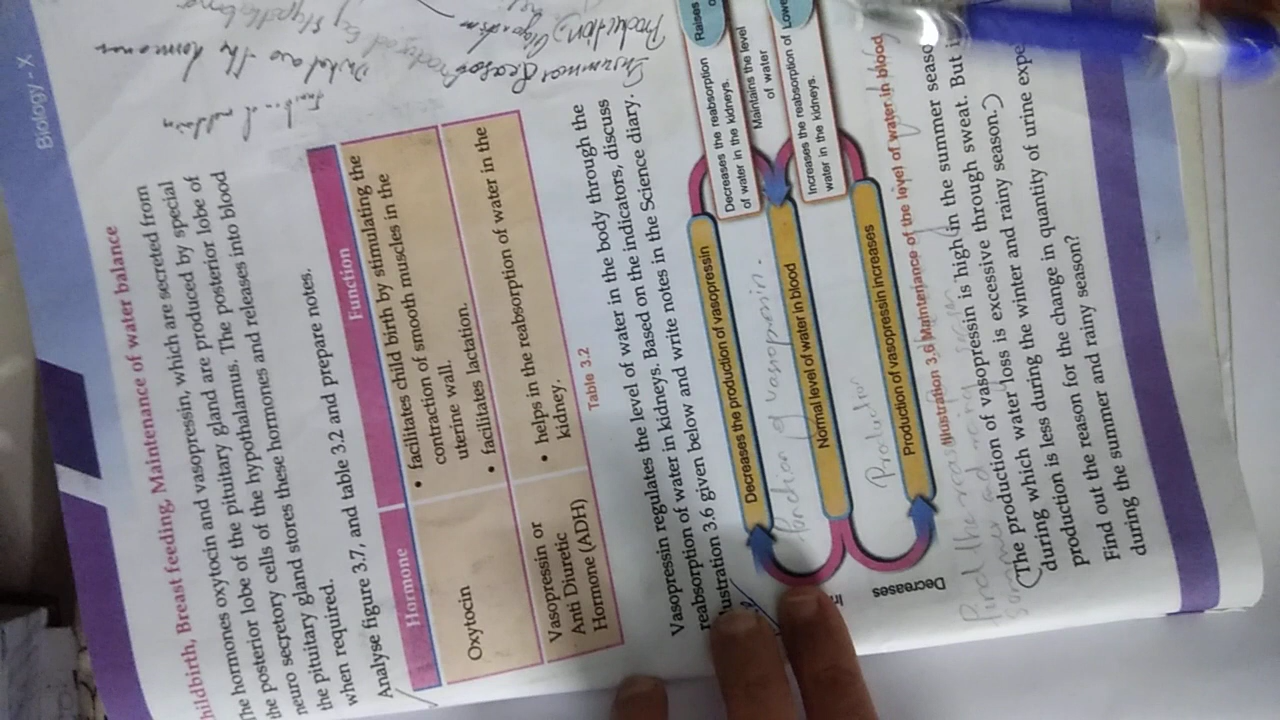 Biology - X
hildbirth, Breast feeding, Maintenance of water balance
he hormones oxytocin and vasopressin, which are secreted from
the posterior lobe of the pituitary gland are produced by special
neuro secretory cells of the hypothalamus. The posterior lobe of
the pituitary gland stores these hormones and releases into blood
when required.
Analyse figure 3.7, and table 3.2 and prepare notes.
Hormone Function
Oxytocin
• facilitates child birth by stimulating the
contraction of smooth muscles in the
uterine wall.
• facilitates lactation.
Vasopressin or
Anti Diuretic
Hormone (ADH)
• helps in the reabsorption of water in the
kidney.
Table 3.2
Vasopressin regulates the level of water in the body through the
reabsorption of water in kidneys. Based on the indicators, discuss
lustration 3.6 given below and write notes in the Science diary.
Decreases the production of vasopressin
Decreases the reabsorption
of water in the kidneys.
Raises
Function of vasopressin.
Normal level of water in blood
Maintains the level
of water
Increases the reabsorption of
water in the kidneys.
Lowe
Production
Production of vasopressin increases
In
Decreases
Illustration 3.6 Maintenance of the level of water in blood
Find the reason
summer and
(The production of vasopressin is high in the summer seaso
during which water loss is excessive through sweat. But i
during the winter and rainy season.)
production is less
Find out the reason for the change in quantity of urine expe
during the summer and rainy season?